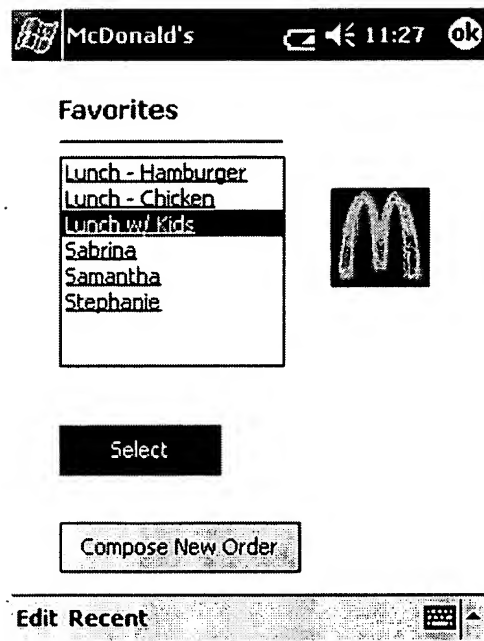 McDonald's 11:27 ok
Favorites
Lunch - Hamburger
Lunch - Chicken
Lunch w/ Kids
Sabrina
Samantha
Stephanie
Select
Compose New Order
Edit Recent